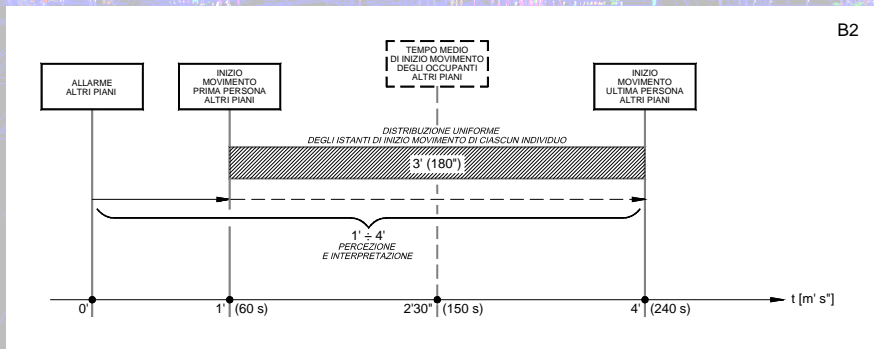 B2
TEMPO MEDIO
DI INIZIO MOVIMENTO
DEGLI OCCUPANTI
ALTRI PIANI
ALLARME
ALTRI PIANI
INIZIO
MOVIMENTO
PRIMA PERSONA
ALTRI PIANI
INIZIO
MOVIMENTO
ULTIMA PERSONA
ALTRI PIANI
DISTRIBUZIONE UNIFORME
DEGLI ISTANTI DI INIZIO MOVIMENTO DI CIASCUN INDIVIDUO
3' (180")
1' ÷ 4'
PERCEZIONE
E INTERPRETAZIONE
t [m' s"]
0'
1' (60 s)
2'30" (150 s)
4' (240 s)